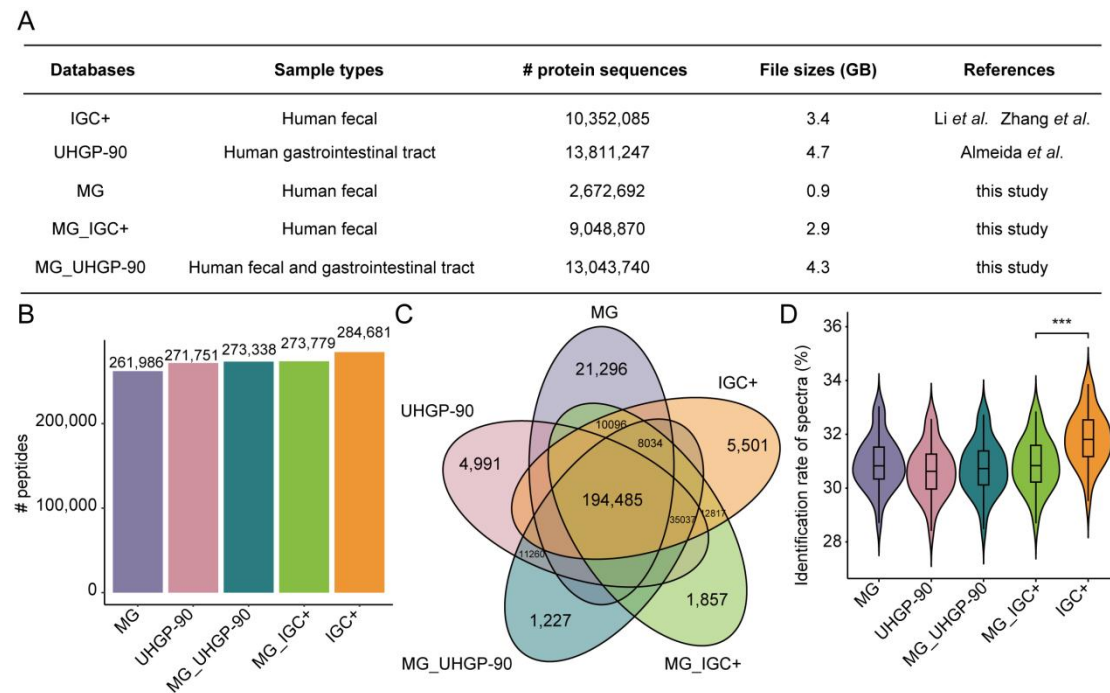 A
Databases Sample types # protein sequences File sizes (GB) References
IGC+ Human fecal 10,352,085 3.4 Li et al. Zhang et al.
UHGP-90 Human gastrointestinal tract 13,811,247 4.7 Almeida et al.
MG Human fecal 2,672,692 0.9 this study
MG_IGC+ Human fecal 9,048,870 2.9 this study
MG_UHGP-90 Human fecal and gastrointestinal tract 13,043,740 4.3 this study
B
# peptides
200,000
100,000
0
261,986
271,751
273,338
273,779
284,681
MG
UHGP-90
MG_UHGP-90
MG_IGC+
IGC+
C
MG
21,296
IGC+
UHGP-90
10096
8034
5,501
4,991
194,485
35037
12817
11260
1,227
1,857
MG_UHGP-90
MG_IGC+
D
Identification rate of spectra (%)
36
34
32
30
28
***
MG
UHGP-90
MG_UHGP-90
MG_IGC+
IGC+